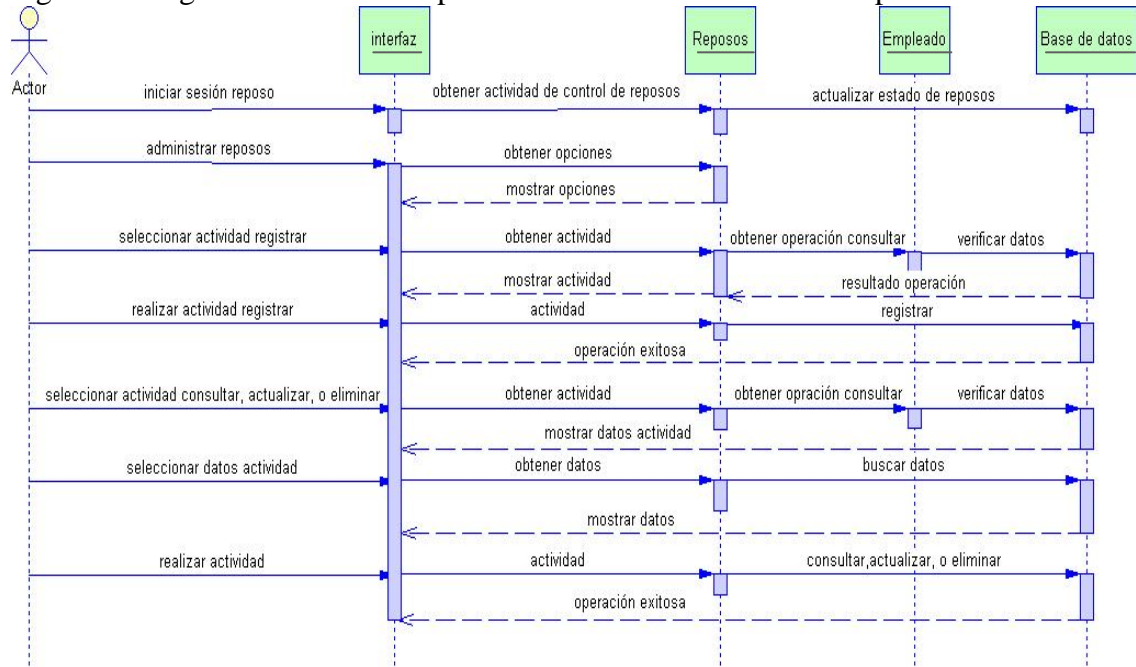 interfaz
Reposos
Empleado
Base de datos
Actor
iniciar sesión reposo
obtener actividad de control de reposos
actualizar estado de reposos
administrar reposos
obtener opciones
mostrar opciones
seleccionar actividad registrar
obtener actividad
obtener operación consultar
verificar datos
mostrar actividad
resultado operación
realizar actividad registrar
actividad
registrar
operación exitosa
seleccionar actividad consultar, actualizar, o eliminar
obtener actividad
obtener opración consultar
verificar datos
mostrar datos actividad
seleccionar datos actividad
obtener datos
buscar datos
mostrar datos
realizar actividad
actividad
consultar,actualizar, o eliminar
operación exitosa